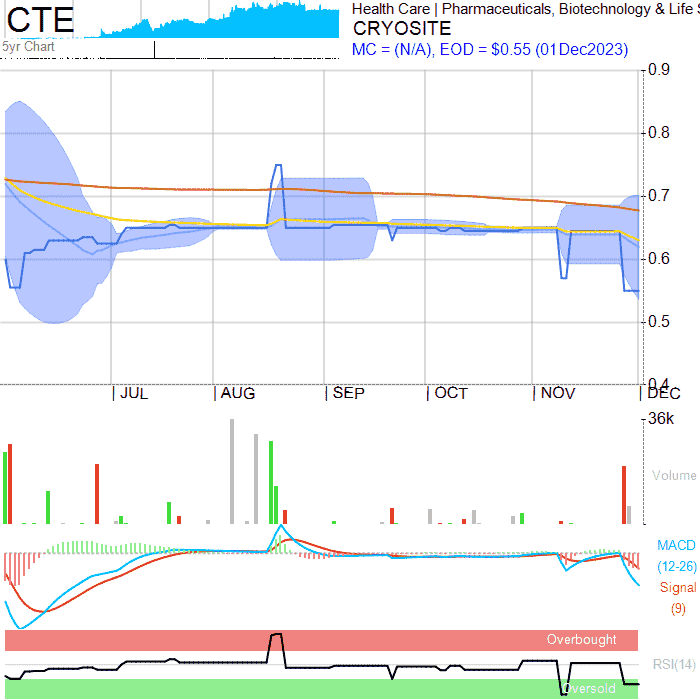 CTE
Health Care | Pharmaceuticals, Biotechnology & Life S
CRYOSITE
5yr Chart
MC = (N/A), EOD = $0.55 (01Dec2023)
0.9
0.8
0.7
0.6
0.5
0.4
JUL AUG SEP OCT NOV DEC
36k
Volume
MACD
(12-26)
Signal
(9)
Overbought
RSI(14)
Oversold